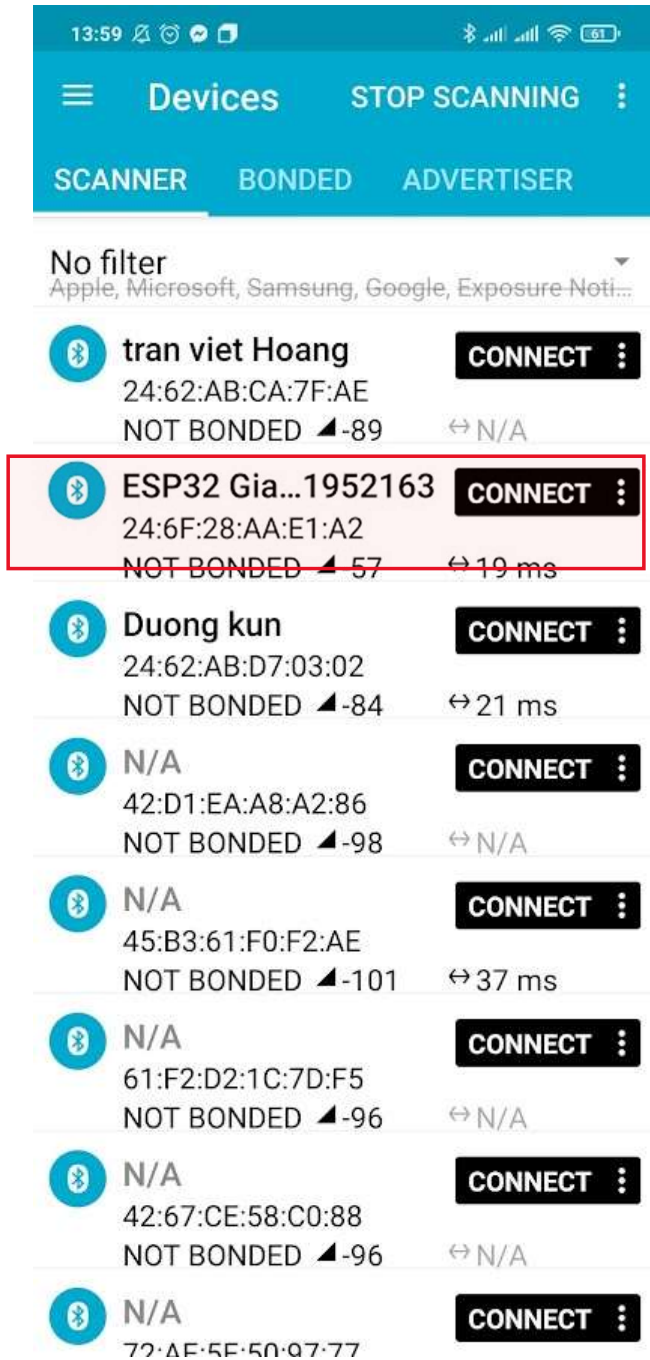 13:59 61
Devices STOP SCANNING
SCANNER BONDED ADVERTISER
No filter
Apple, Microsoft, Samsung, Google, Exposure Noti...
tran viet Hoang CONNECT
24:62:AB:CA:7F:AE
NOT BONDED -89 N/A
ESP32 Gia...1952163 CONNECT
24:6F:28:AA:E1:A2
NOT BONDED -57 19 ms
Duong kun CONNECT
24:62:AB:D7:03:02
NOT BONDED -84 21 ms
N/A CONNECT
42:D1:EA:A8:A2:86
NOT BONDED -98 N/A
N/A CONNECT
45:B3:61:F0:F2:AE
NOT BONDED -101 37 ms
N/A CONNECT
61:F2:D2:1C:7D:F5
NOT BONDED -96 N/A
N/A CONNECT
42:67:CE:58:C0:88
NOT BONDED -96 N/A
N/A CONNECT